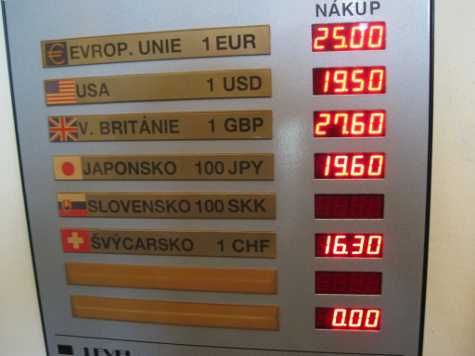 NÁKUP
EVROP. UNIE 1 EUR 25.00
USA 1 USD 19.50
V. BRITÁNIE 1 GBP 27.60
JAPONSKO 100 JPY 19.60
SLOVENSKO 100 SKK
ŠVÝCARSKO 1 CHF 16.30
0.00